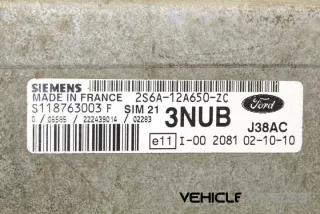 SIEMENS
MADE IN FRANCE 2S6A-12A650-ZC
S118763003 F SIM 21 3NUB Ford
0 / 06585 / 222439014 / 02283 J38AC
e11 I-00 2081 02-10-10
VEHICLE